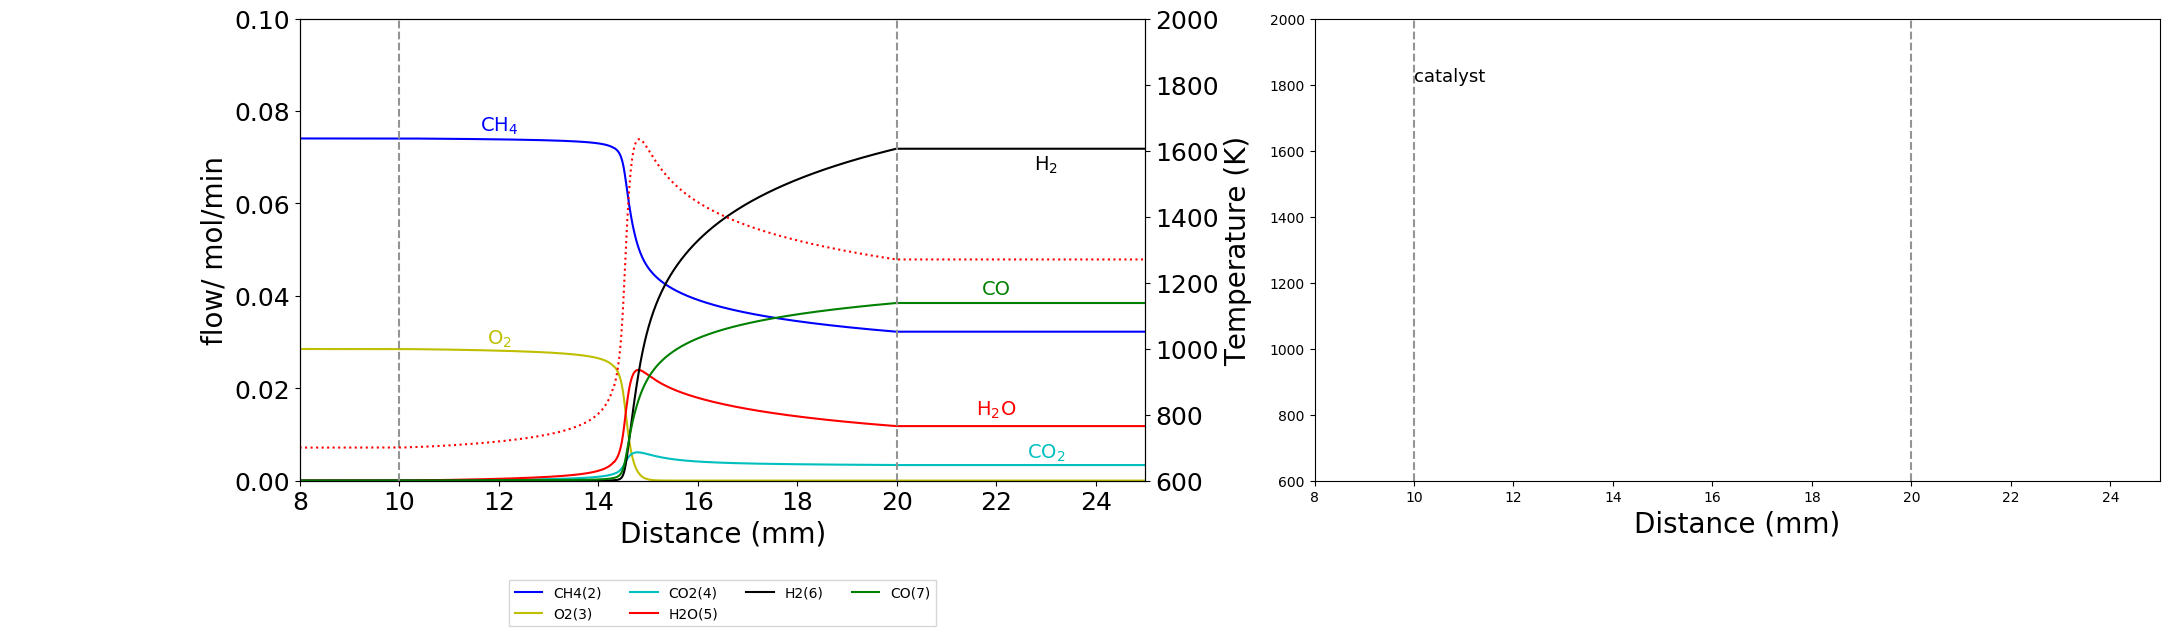 flow/ mol/min
0.10
0.08
0.06
0.04
0.02
0.00
CH₄
O₂
H₂
CO
H₂O
CO₂
2000
1800
1600
1400
1200
1000
800
600
Temperature (K)
8 10 12 14 16 18 20 22 24
Distance (mm)
CH4(2) CO2(4) H2(6) CO(7)
O2(3) H2O(5)
2000
1800
1600
1400
1200
1000
800
600
catalyst
8 10 12 14 16 18 20 22 24
Distance (mm)